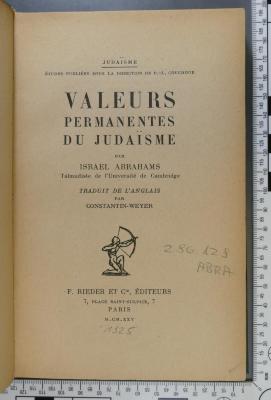 JUDAÏSME
ÉTUDES PUBLIÉES SOUS LA DIRECTION DE P.-L. COUCHOUD
VALEURS
PERMANENTES
DU JUDAÏSME
PAR
ISRAEL ABRAHAMS
Talmudiste de l'Université de Cambridge
TRADUIT DE L'ANGLAIS
PAR
CONSTANTIN-WEYER
296.128
ABRA
F. RIEDER ET Cie, ÉDITEURS
7, PLACE SAINT-SULPICE, 7
PARIS
M.CM.XXV
1925